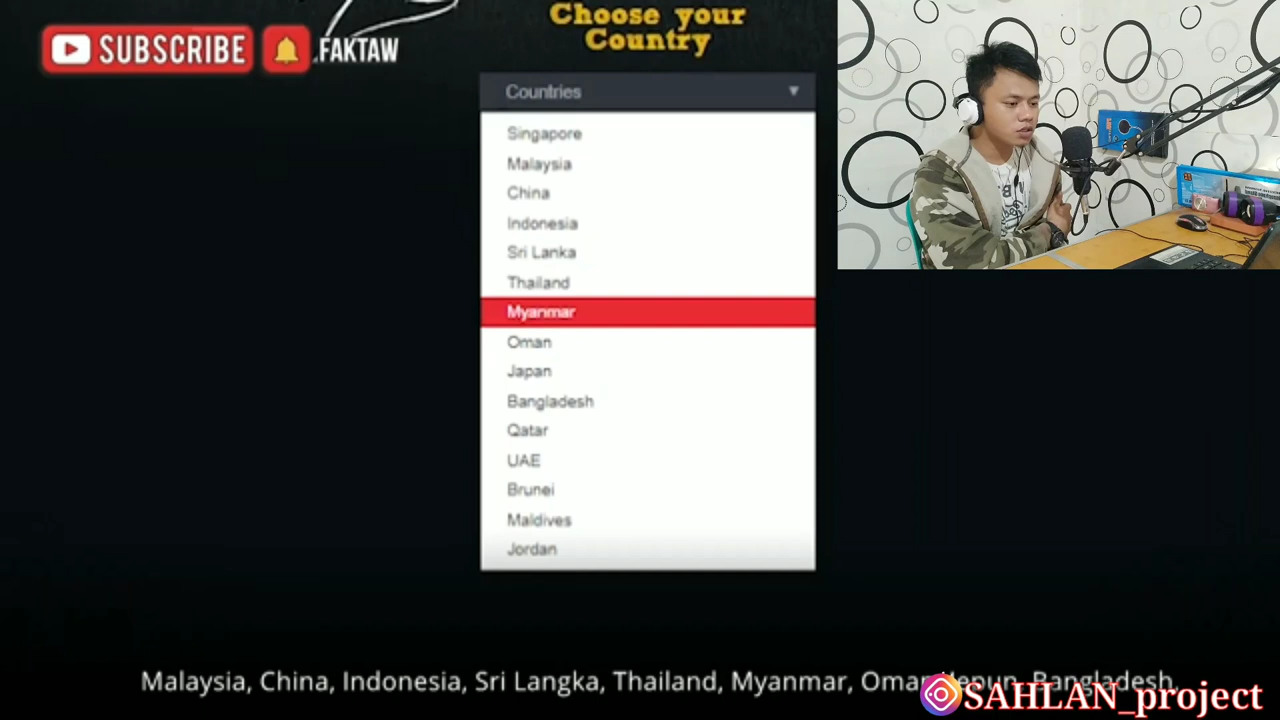 Choose your
Country
SUBSCRIBE
.FAKTAW
Countries
Singapore
Malaysia
China
Indonesia
Sri Lanka
Thailand
Myanmar
Oman
Japan
Bangladesh
Qatar
UAE
Brunei
Maldives
Jordan
Malaysia, China, Indonesia, Sri Langka, Thailand, Myanmar, Oman, Jepun, Bangladesh,
SAHLAN_project